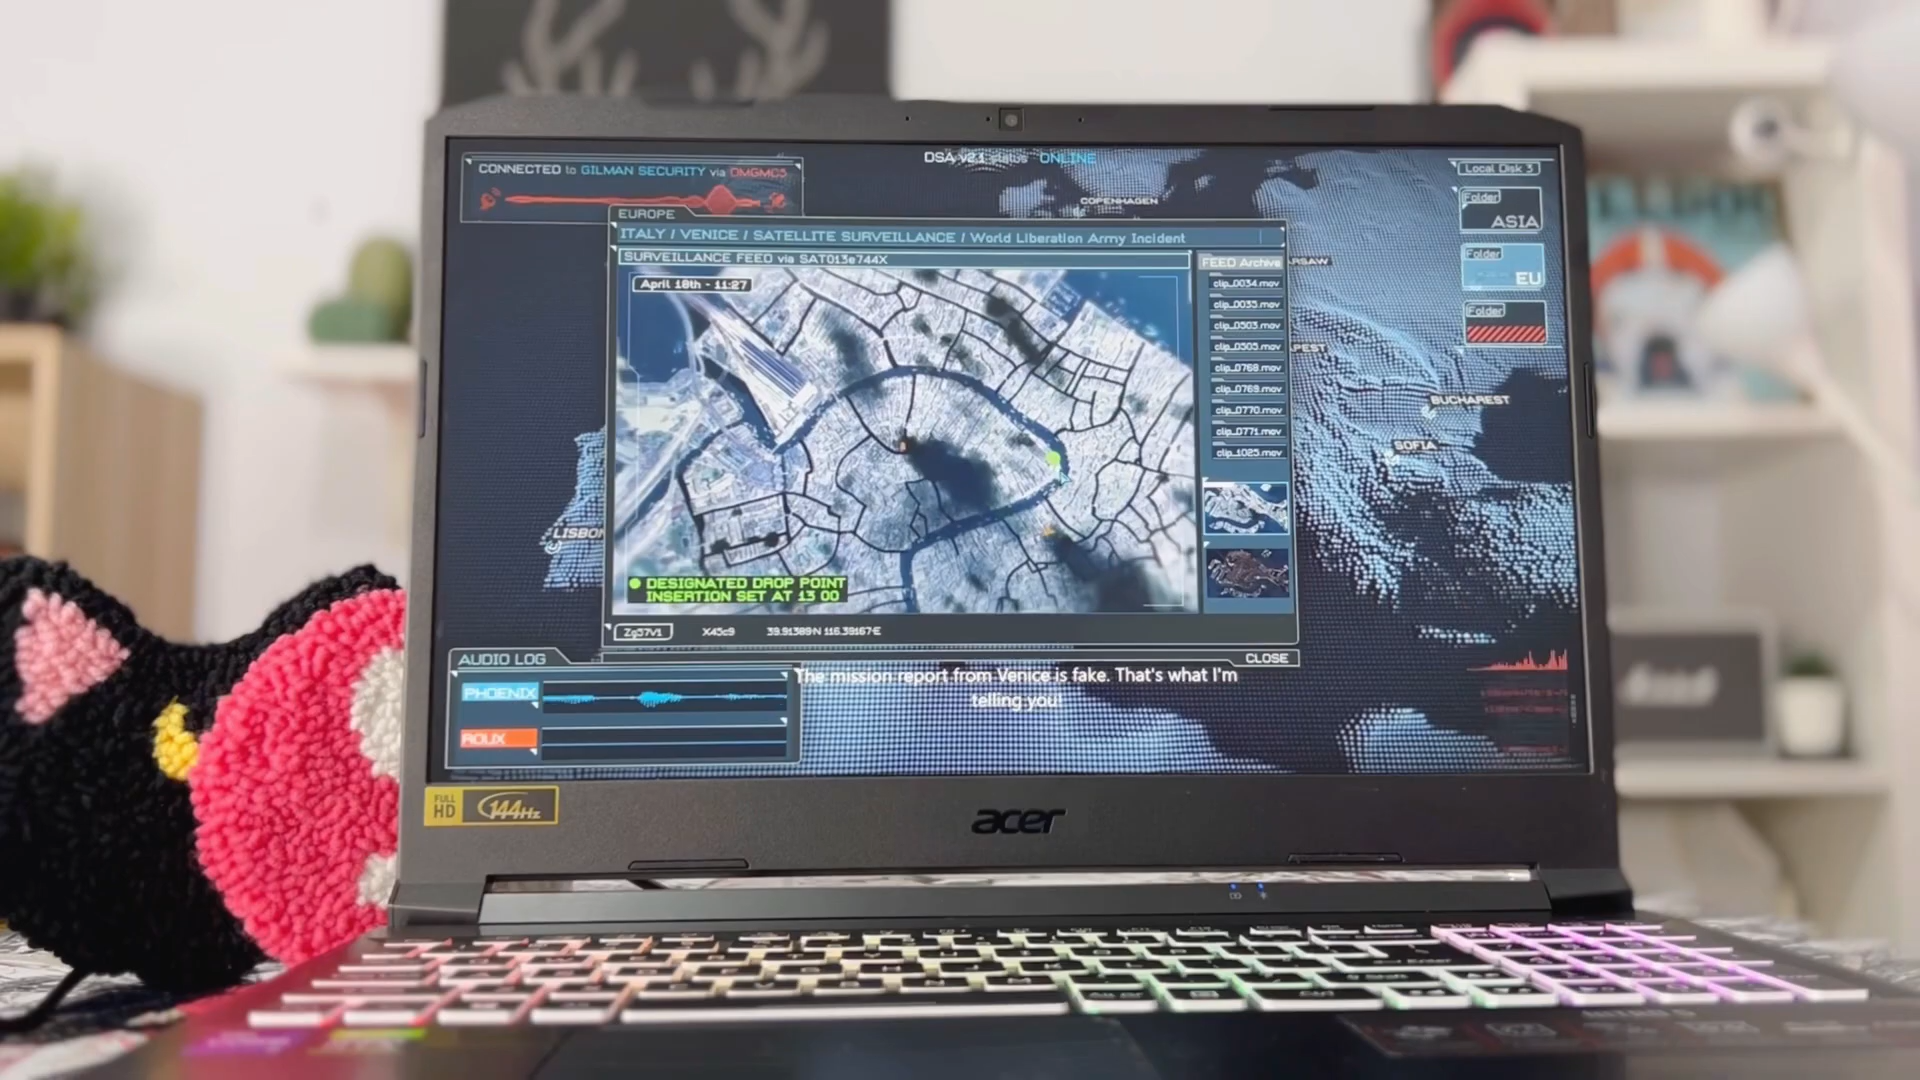 CONNECTED to GILMAN SECURITY via OMGMC5
DSA v2.1 status ONLINE
COPENHAGEN
Local Disk 3
Folder
ASIA
Folder
EU
Folder
EUROPE
ITALY / VENICE / SATELLITE SURVEILLANCE / World Liberation Army Incident
SURVEILLANCE FEED via SAT013e744X
April 18th - 11:27
FEED Archive
clip_0034.mov
clip_0035.mov
clip_0503.mov
clip_0505.mov
clip_0768.mov
clip_0769.mov
clip_0770.mov
clip_0771.mov
clip_1025.mov
BUCHAREST
SOFIA
LISBON
DESIGNATED DROP POINT
INSERTION SET AT 13 00
Zg57V1 X45c9 39.91389N 116.39167E
CLOSE
AUDIO LOG
PHOENIX
ROUX
The mission report from Venice is fake. That's what I'm
telling you!
FULL HD 144Hz
acer